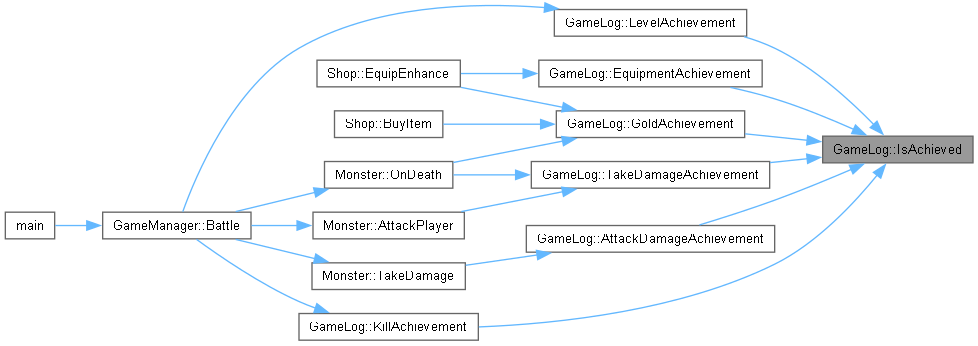 GameLog::LevelAchievement
Shop::EquipEnhance
GameLog::EquipmentAchievement
Shop::BuyItem
GameLog::GoldAchievement
GameLog::IsAchieved
Monster::OnDeath
GameLog::TakeDamageAchievement
main
GameManager::Battle
Monster::AttackPlayer
GameLog::AttackDamageAchievement
Monster::TakeDamage
GameLog::KillAchievement